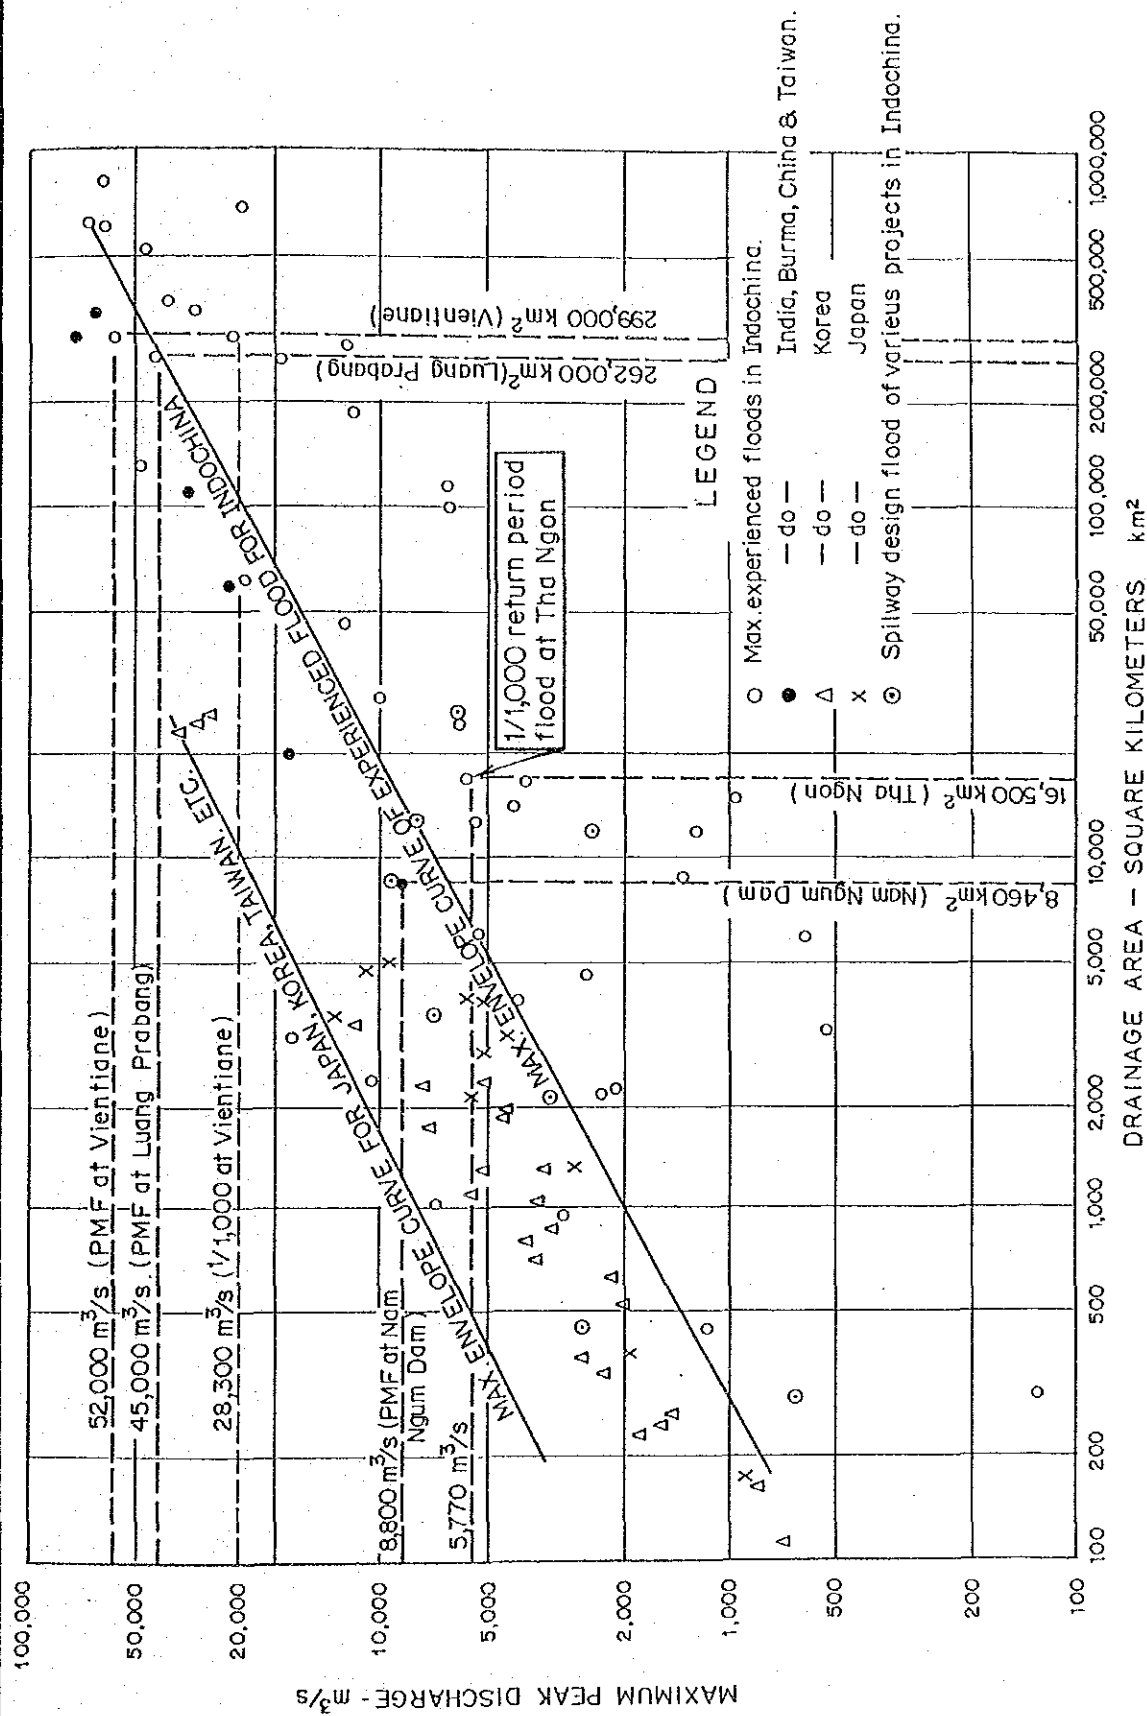 MAXIMUM PEAK DISCHARGE - m³/s
100,000
50,000
20,000
10,000
5,000
2,000
1,000
500
100
52,000 m³/s (PMF at Vientiane)
45,000 m³/s. (PMF at Luang Prabang)
28,300 m³/s (1/1,000 at Vientiane)
8,800 m³/s (PMF at Nam
Ngum Dam)
5,770 m³/s
MAX. ENVELOPE CURVE FOR JAPAN, KOREA, TAIWAN, ETC.
MAX. ENVELOPE CURVE OF EXPERIENCED FLOOD FOR INDOCHINA
1/1,000 return period
flood at Tha Ngon
299,000 km² (Vientiane)
262,000 km² (Luang Prabang)
16,500 km² (Tha Ngon)
8,460 km² (Nam Ngum Dam)
LEGEND
Max. experienced floods in Indochina.
— do — India, Burma, China & Taiwan.
— do — Korea
— do — Japan
Spilway design flood of varieus projects in Indochina.
100
200
500
1,000
2,000
5,000
10,000
50,000
100,000
200,000
500,000
1,000,000
DRAINAGE AREA — SQUARE KILOMETERS km²